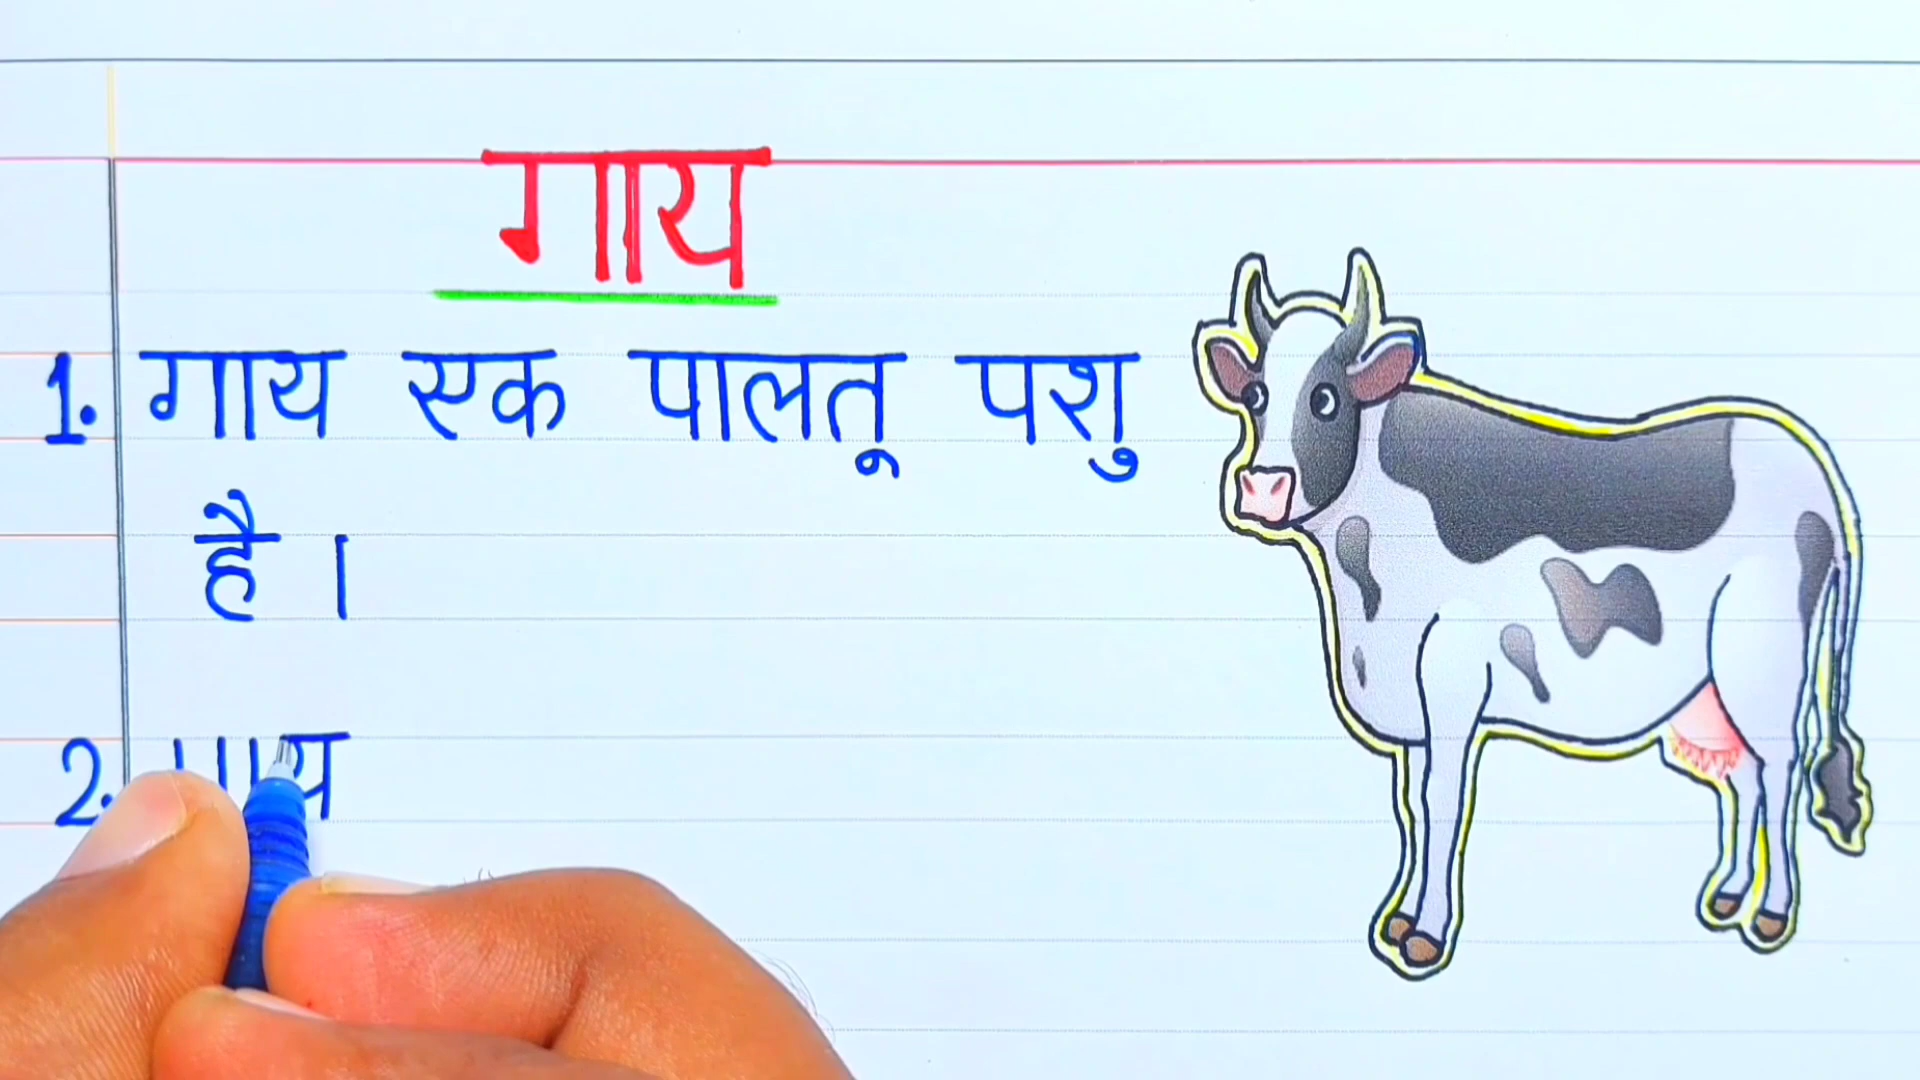 गाय
1. गाय एक पालतू पशु
है।
2. गाय